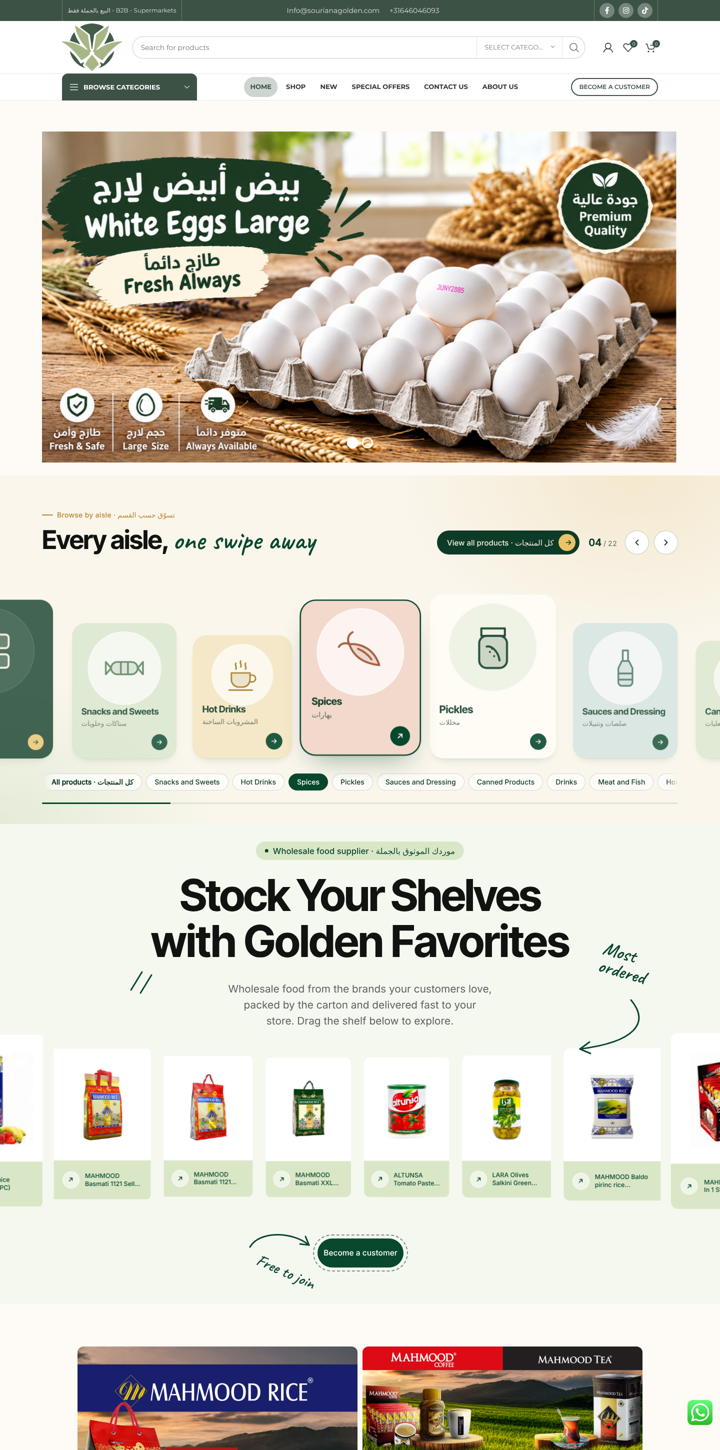 البيع بالجملة فقط - B2B - Supermarkets
Info@sourianagolden.com +31646046093
Search for products
SELECT CATEGO...
0
0
BROWSE CATEGORIES
HOME SHOP NEW SPECIAL OFFERS CONTACT US ABOUT US
BECOME A CUSTOMER
بيض أبيض لارج
White Eggs Large
طازج دائماً
Fresh Always
جودة عالية
Premium
Quality
JUNY2885
طازج وآمن
Fresh & Safe
حجم لارج
Large Size
متوفر دائماً
Always Available
Browse by aisle · تسوّق حسب القسم
Every aisle, one swipe away
View all products · كل المنتجات
04 / 22
Snacks and Sweets
سناكات وحلويات
Hot Drinks
المشروبات الساخنة
Spices
بهارات
Pickles
مخللات
Sauces and Dressing
صلصات وتتبيلات
Can
All products · كل المنتجات
Snacks and Sweets
Hot Drinks
Spices
Pickles
Sauces and Dressing
Canned Products
Drinks
Meat and Fish
Wholesale food supplier · موردك الموثوق بالجملة
Stock Your Shelves
with Golden Favorites
Most
ordered
Wholesale food from the brands your customers love,
packed by the carton and delivered fast to your
store. Drag the shelf below to explore.
MAHMOOD
Basmati 1121 Sell...
MAHMOOD
Basmati 1121...
MAHMOOD
Basmati XXL...
ALTUNSA
Tomato Paste...
LARA Olives
Salkini Green...
MAHMOOD Baldo
pirinc rice...
Become a customer
Free to join
MAHMOOD RICE®
MAHMOOD®
COFFEE
MAHMOOD TEA®